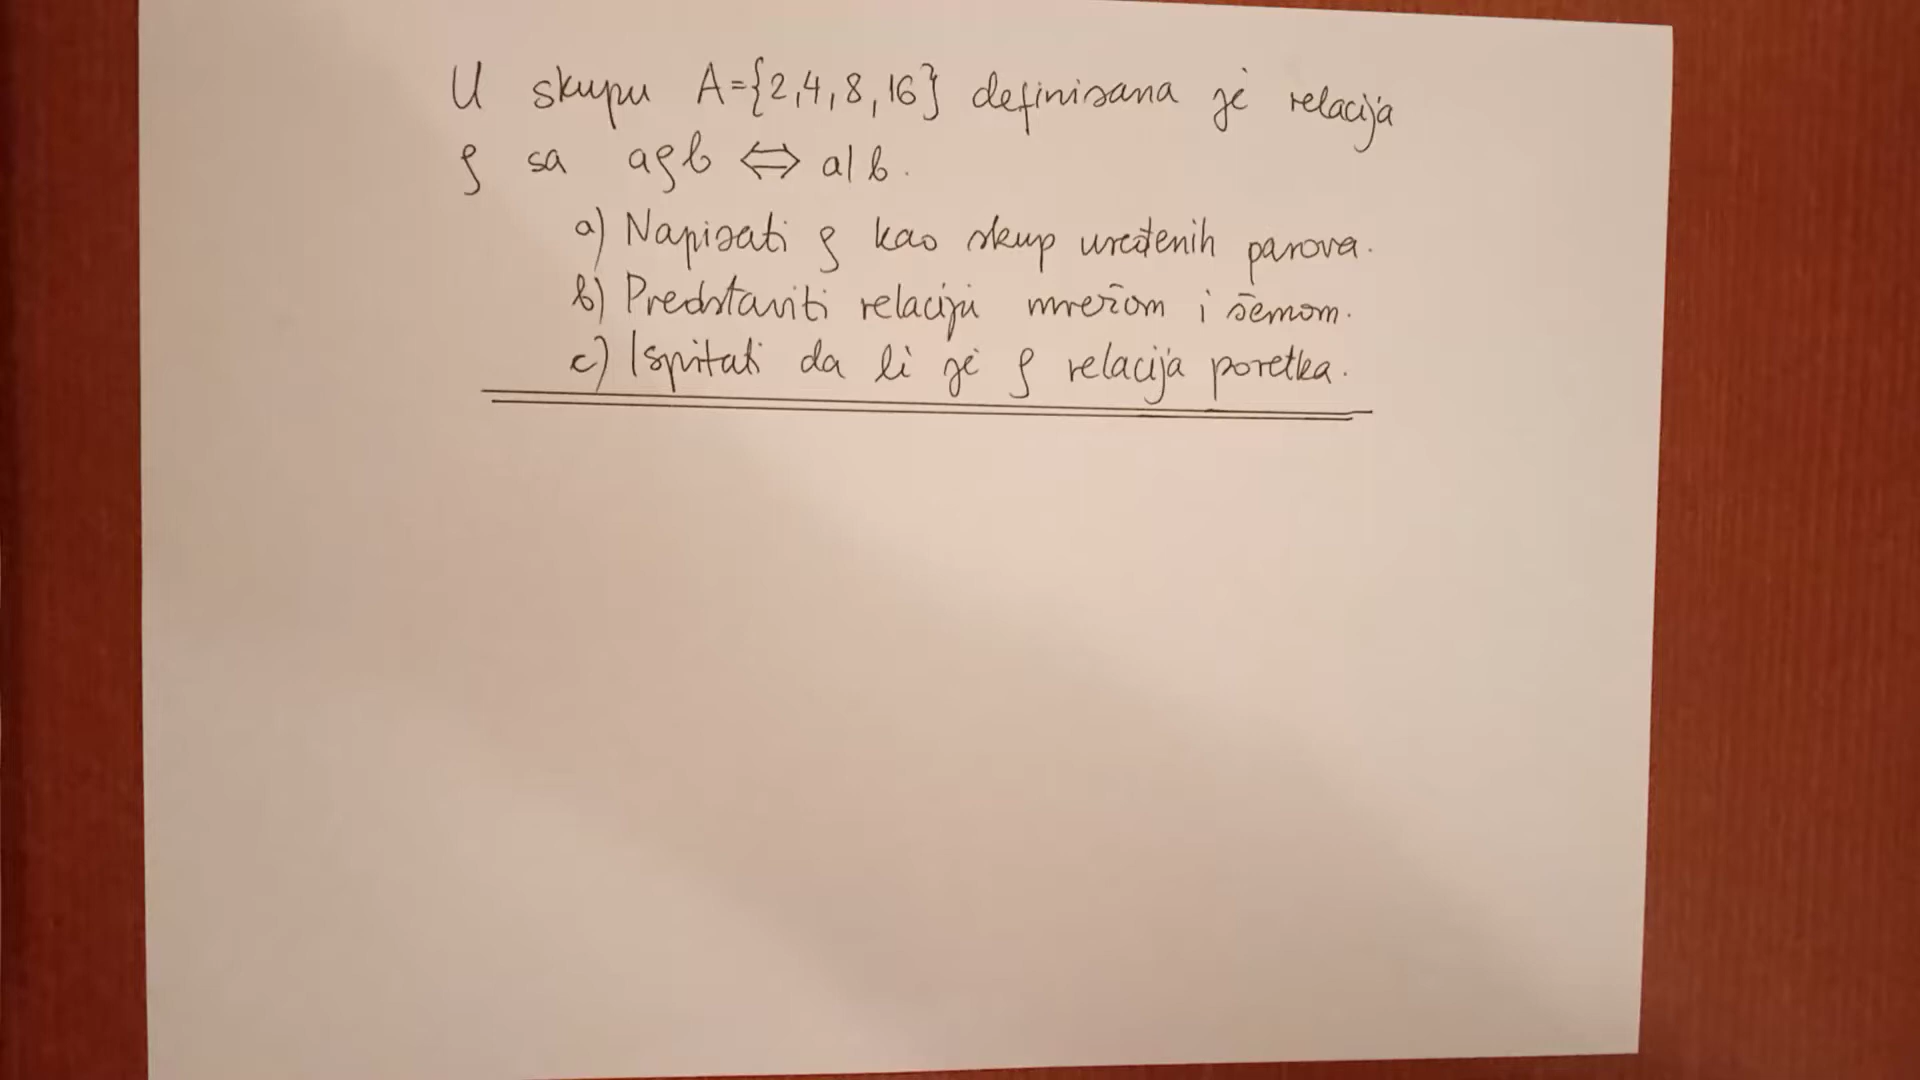 U skupu A={2,4,8,16} definisana je relacija
ρ sa aρb ⇔ a|b.
a) Napisati ρ kao skup uređenih parova.
b) Predstaviti relaciju mrežom i šemom.
c) Ispitati da li je ρ relacija poretka.